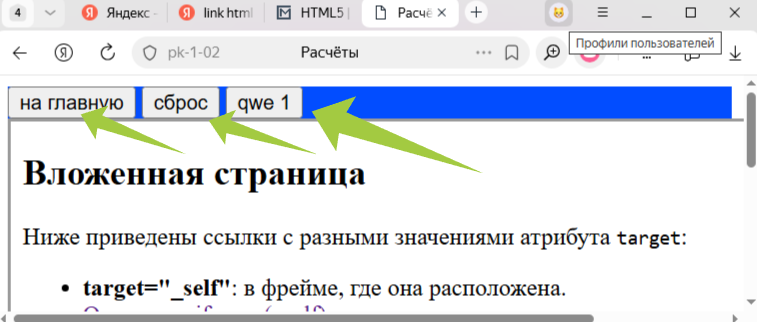 4 Яндекс - link html HTML5 | Расчё
pk-1-02 Расчёты
Профили пользователей
на главную сброс qwe 1
Вложенная страница
Ниже приведены ссылки с разными значениями атрибута target:
• target="_self": в фрейме, где она расположена.